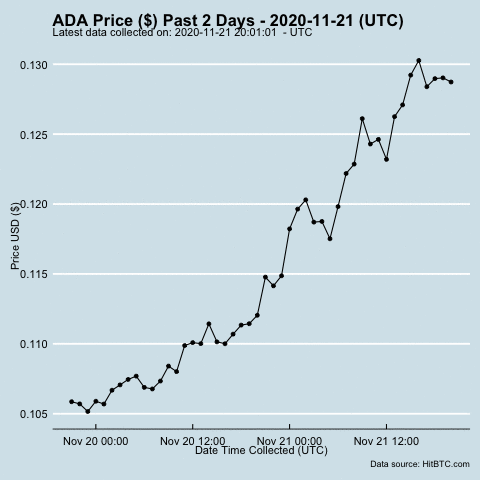 ADA Price ($) Past 2 Days - 2020-11-21 (UTC)
Latest data collected on: 2020-11-21 20:01:01  - UTC
0.130
0.125
0.120
0.115
0.110
0.105
Price USD ($)
Nov 20 00:00 Nov 20 12:00 Nov 21 00:00 Nov 21 12:00
Date Time Collected (UTC)
Data source: HitBTC.com